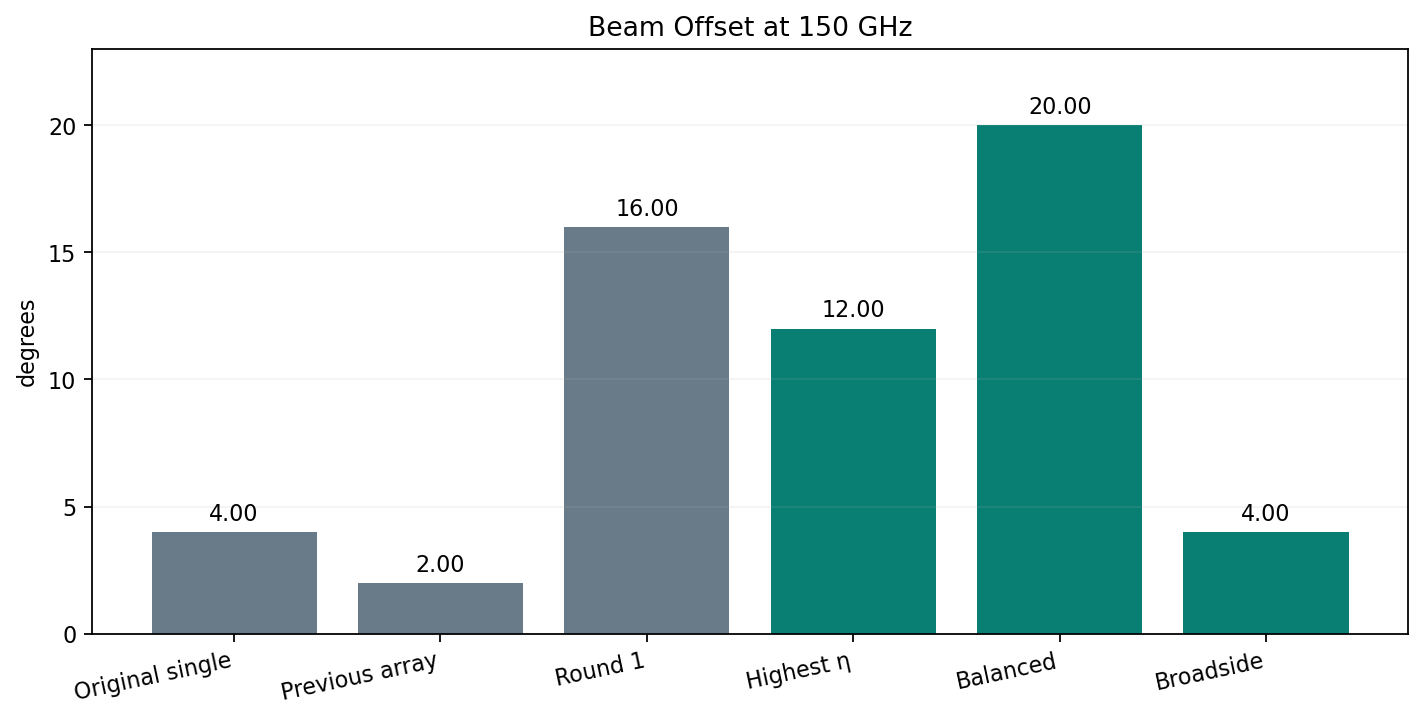 Beam Offset at 150 GHz
degrees
20
15
10
5
0
4.00
2.00
16.00
12.00
20.00
4.00
Original single
Previous array
Round 1
Highest η
Balanced
Broadside